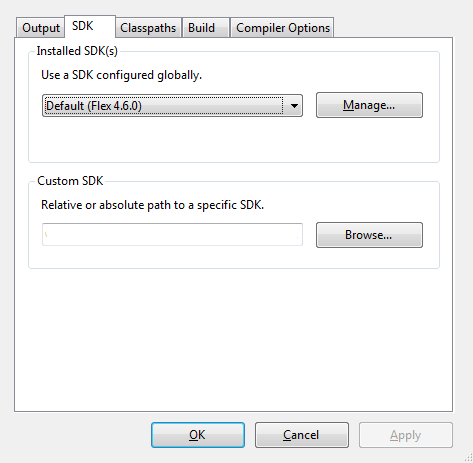 Output SDK Classpaths Build Compiler Options
Installed SDK(s)
Use a SDK configured globally.
Default (Flex 4.6.0) Manage...
Custom SDK
Relative or absolute path to a specific SDK.
Browse...
OK Cancel Apply